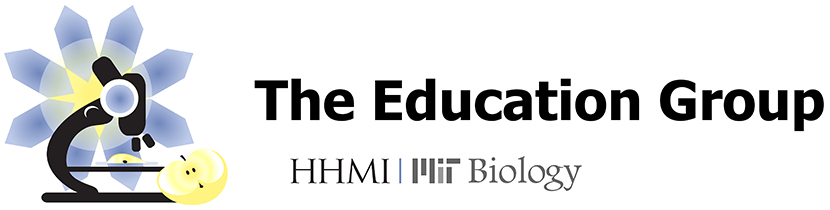 The Education Group
HHMI | MIT Biology